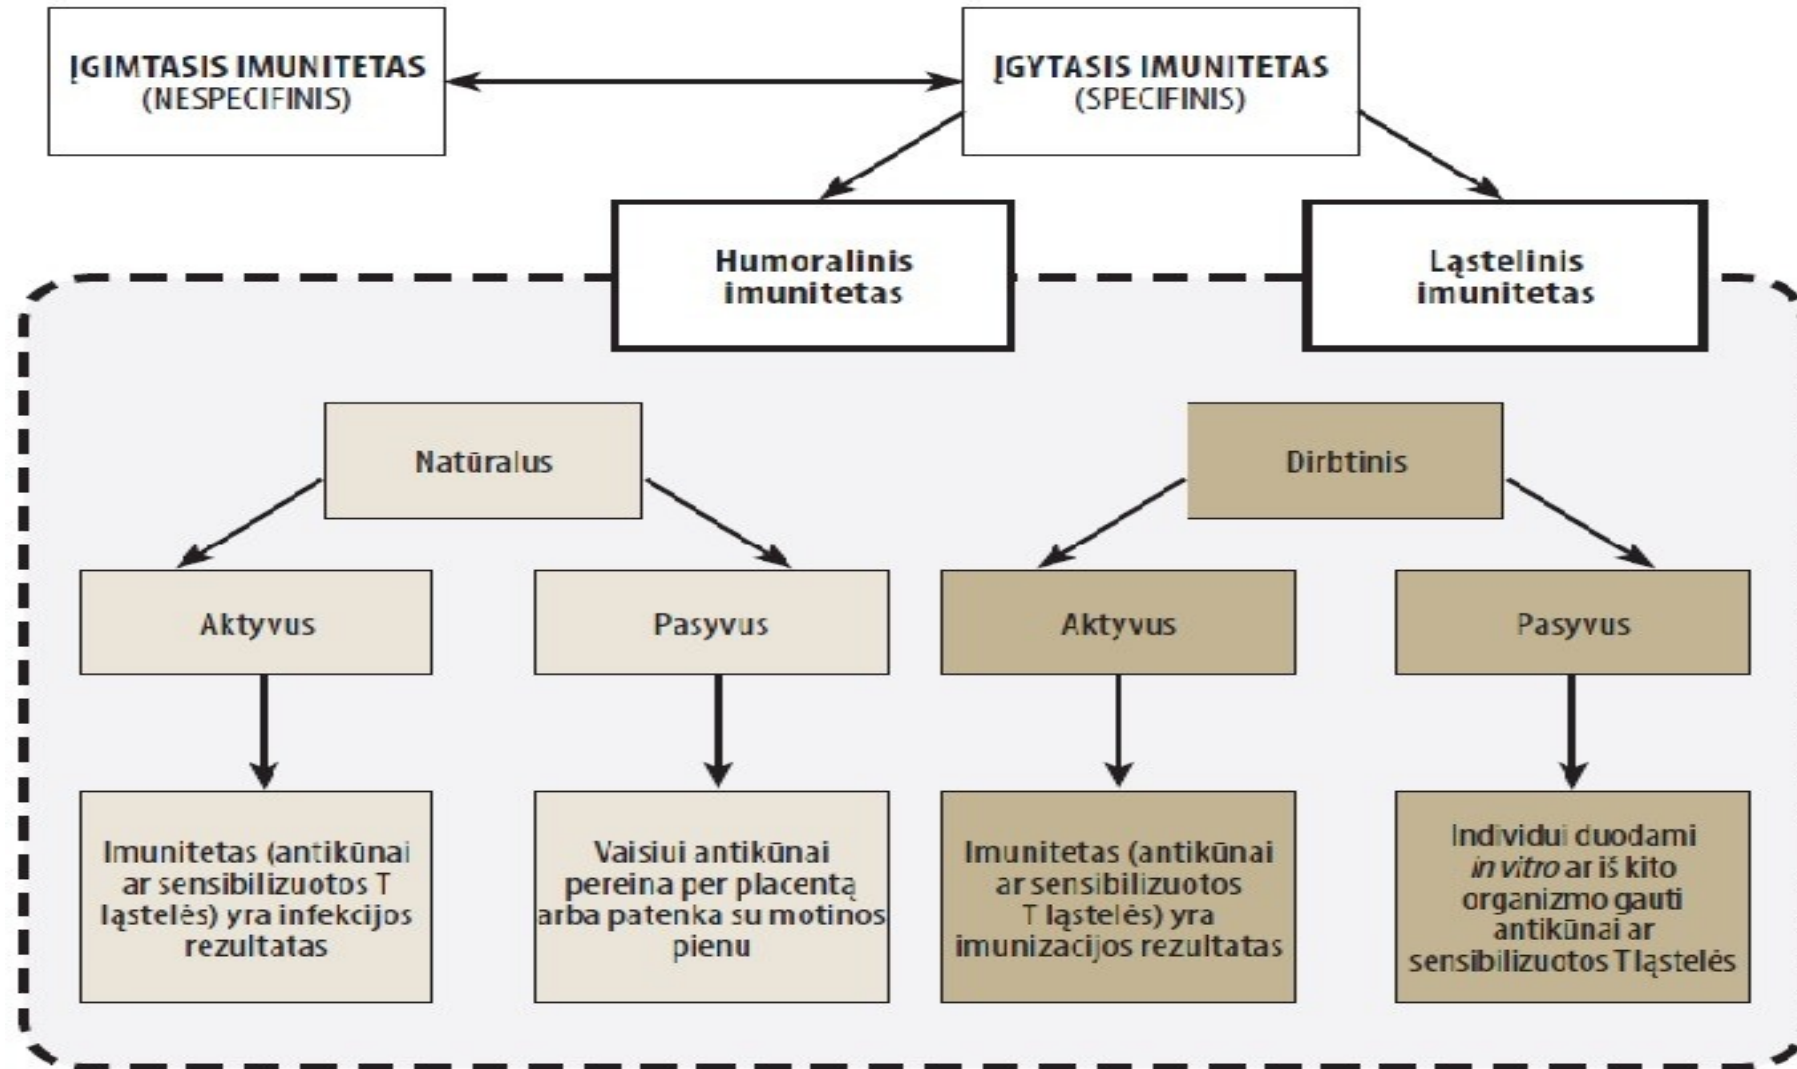 ĮGIMTASIS IMUNITETAS
(NESPECIFINIS)
ĮGYTASIS IMUNITETAS
(SPECIFINIS)
Humoralinis
imunitetas
Ląstelinis
imunitetas
Natūralus
Dirbtinis
Aktyvus
Pasyvus
Aktyvus
Pasyvus
Imunitetas (antikūnai
ar sensibilizuotos T
ląstelės) yra infekcijos
rezultatas
Vaisiui antikūnai
pereina per placentą
arba patenka su motinos
pienu
Imunitetas (antikūnai
ar sensibilizuotos
T ląstelės) yra
imunizacijos rezultatas
Individui duodami
in vitro ar iš kito
organizmo gauti
antikūnai ar
sensibilizuotos T ląstelės